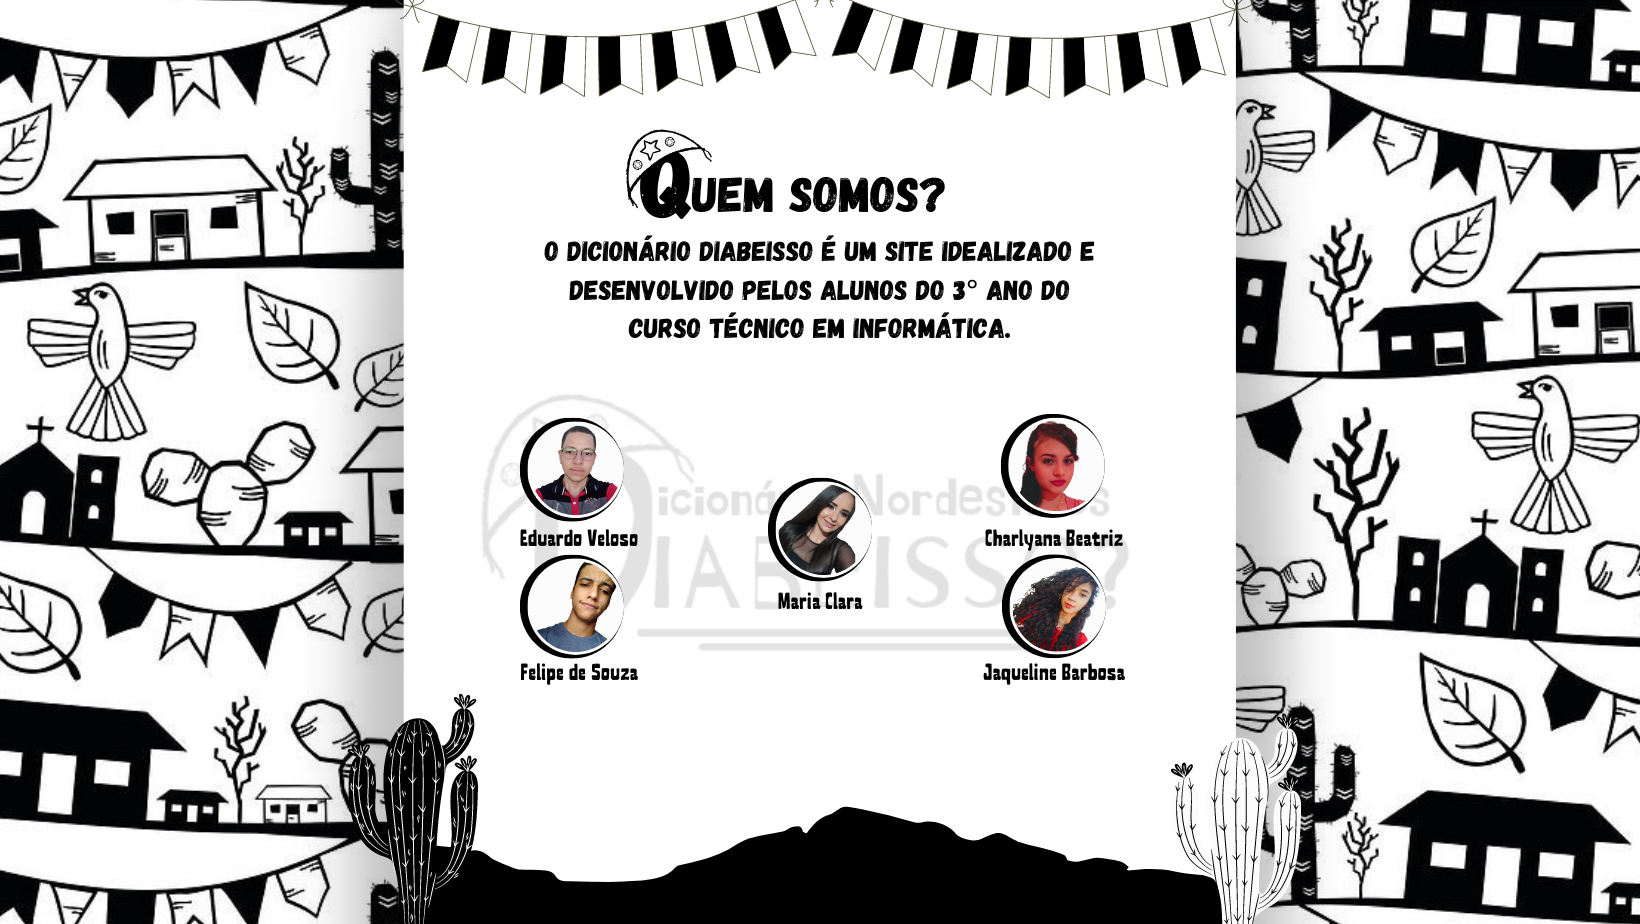 QUEM SOMOS?
O DICIONÁRIO DIABEISSO É UM SITE IDEALIZADO E
DESENVOLVIDO PELOS ALUNOS DO 3° ANO DO
CURSO TÉCNICO EM INFORMÁTICA.
Eduardo Veloso
Charlyana Beatriz
Maria Clara
Felipe de Souza
Jaqueline Barbosa